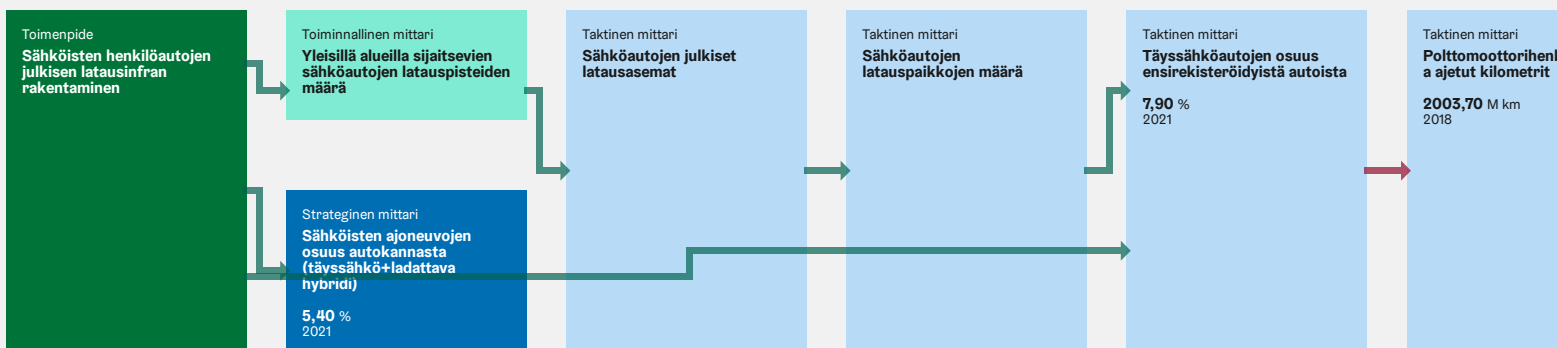 Toimenpide
Sähköisten henkilöautojen
julkisen latausinfran
rakentaminen
Toiminnallinen mittari
Yleisillä alueilla sijaitsevien
sähköautojen latauspisteiden
määrä
Strateginen mittari
Sähköisten ajoneuvojen
osuus autokannasta
(täyssähkö+ladattava
hybridi)
5,40 %
2021
Taktinen mittari
Sähköautojen julkiset
latausasemat
Taktinen mittari
Sähköautojen
latauspaikkojen määrä
Taktinen mittari
Täyssähköautojen osuus
ensirekisteröidyistä autoista
7,90 %
2021
Taktinen mittari
Polttomoottorihenl
a ajetut kilometrit
2003,70 M km
2018